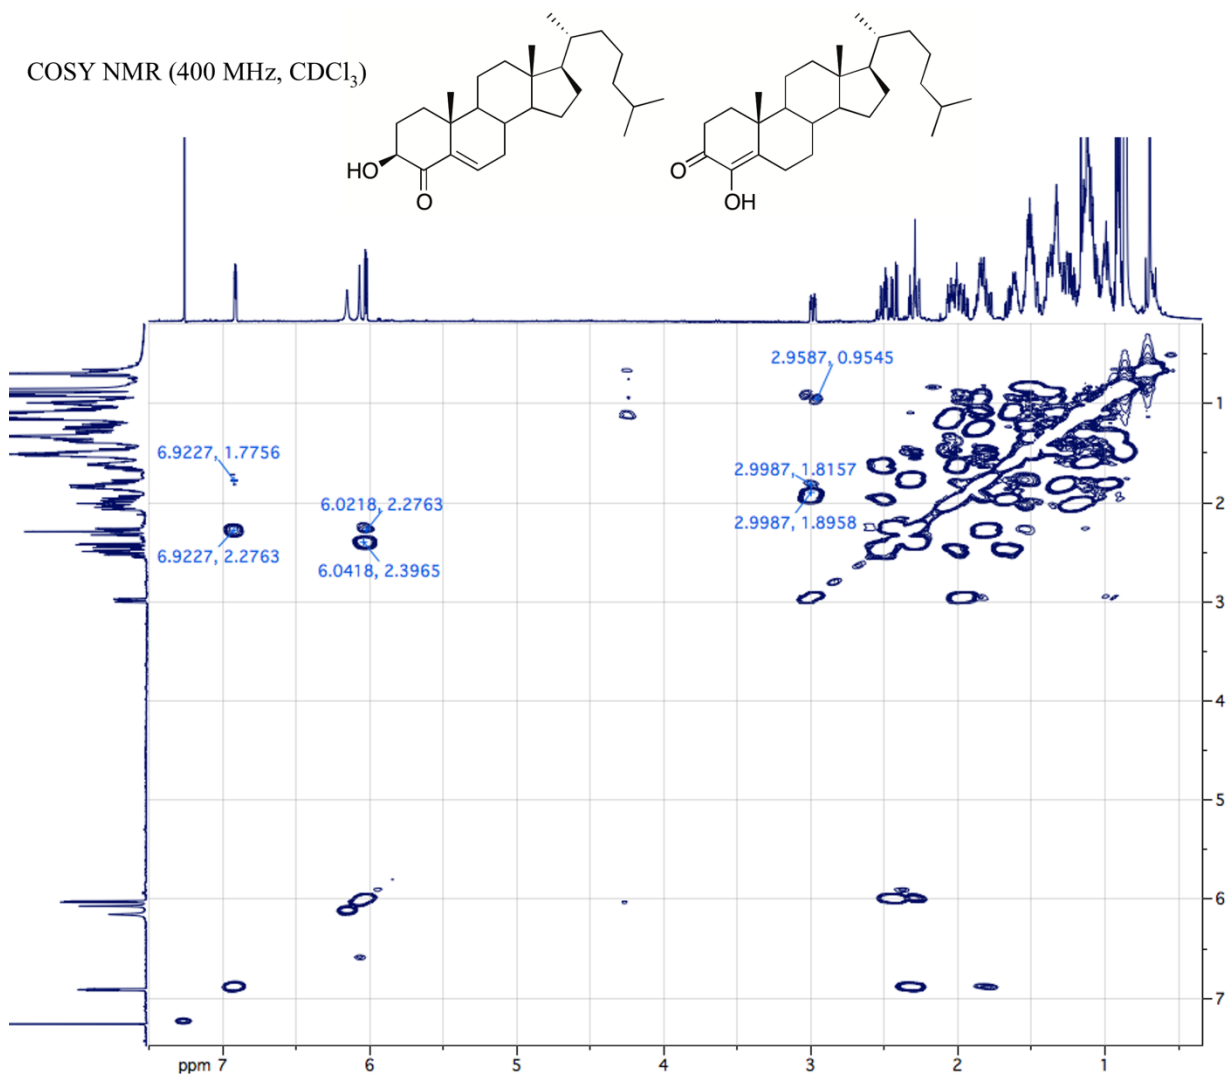 COSY NMR (400 MHz, CDCl₃)
HO
O
O
OH
2.9587, 0.9545
6.9227, 1.7756
6.0218, 2.2763
2.9987, 1.8157
2.9987, 1.8958
6.9227, 2.2763
6.0418, 2.3965
1
2
3
4
5
6
7
ppm 7 6 5 4 3 2 1